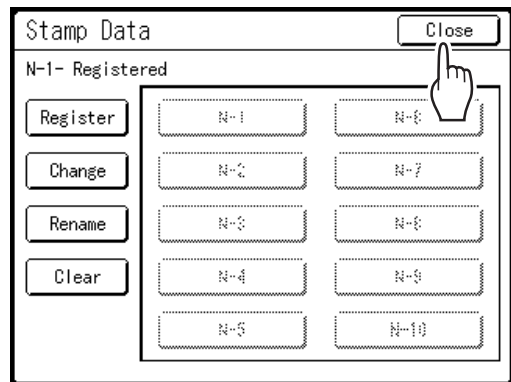 Stamp Data
Close
N-1- Registered
Register
N-1
N-6
Change
N-2
N-7
Rename
N-3
N-8
Clear
N-4
N-9
N-5
N-10